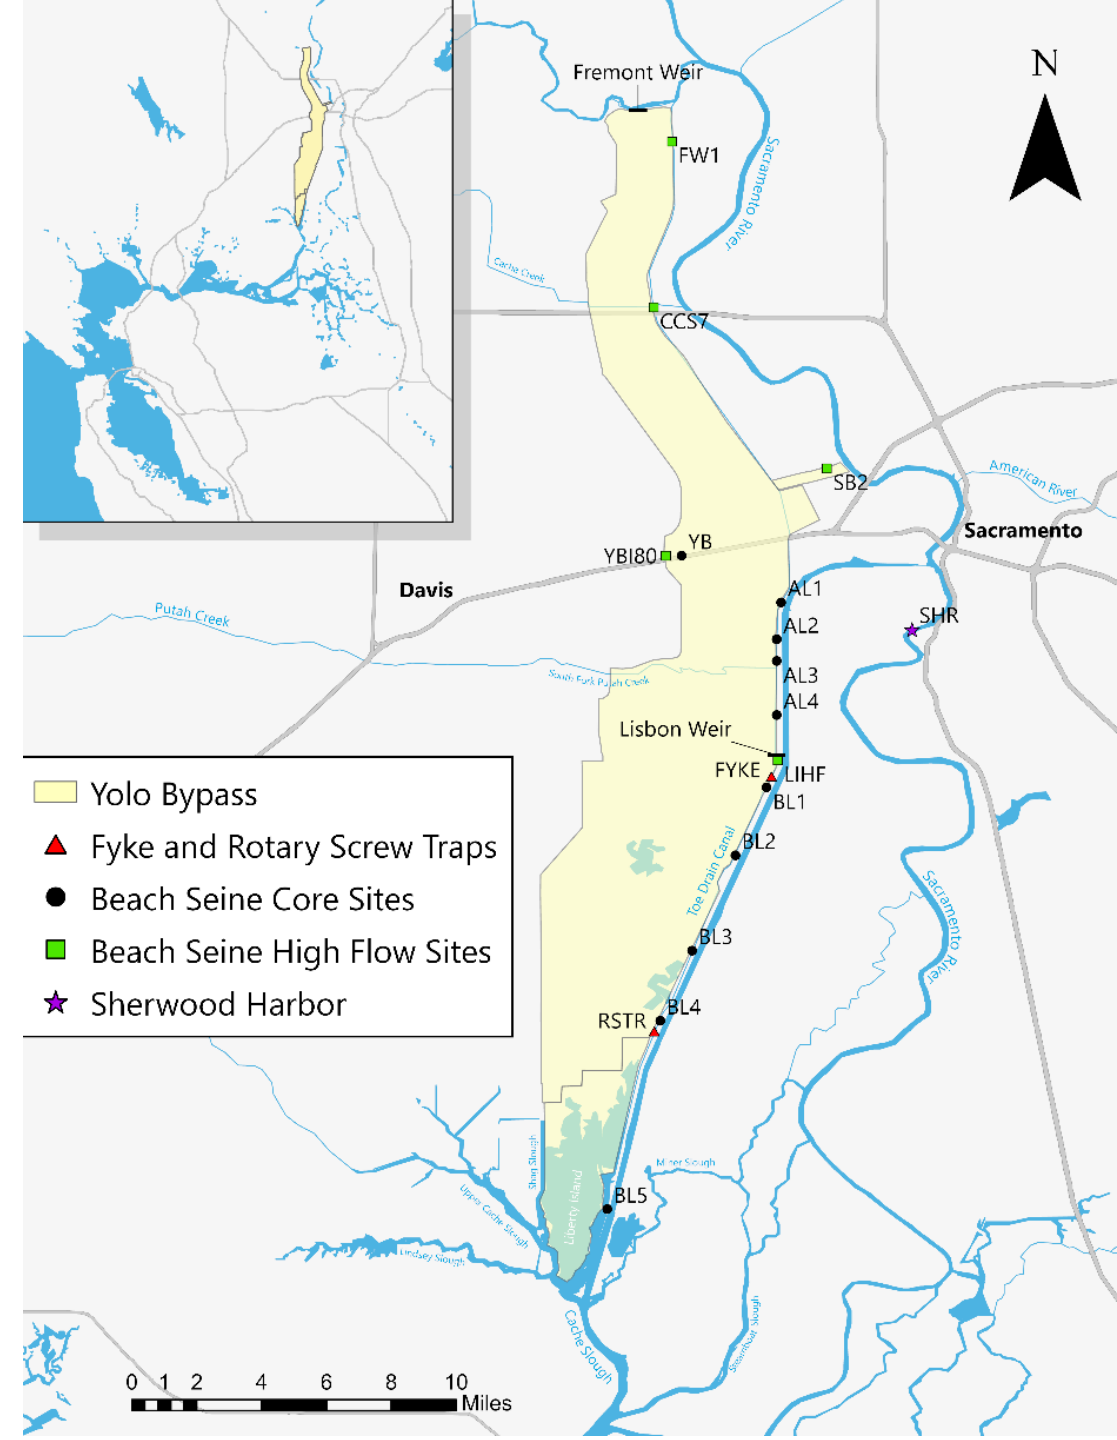 Fremont Weir
N
FW1
Sacramento River
Cache Creek
CCS7
SB2
American River
Sacramento
YBI80
YB
Davis
AL1
Putah Creek
SHR
AL2
South Fork Putah Creek
AL3
AL4
Lisbon Weir
FYKE
LIHF
BL1
Yolo Bypass
Fyke and Rotary Screw Traps
Beach Seine Core Sites
Beach Seine High Flow Sites
Sherwood Harbor
BL2
Toe Drain Canal
Sacramento River
BL3
BL4
RSTR
Shag Slough
Miner Slough
Upper Cache Slough
Liberty Island
BL5
Lindsey Slough
Cache Slough
Steamboat Slough
0 1 2 4 6 8 10
Miles